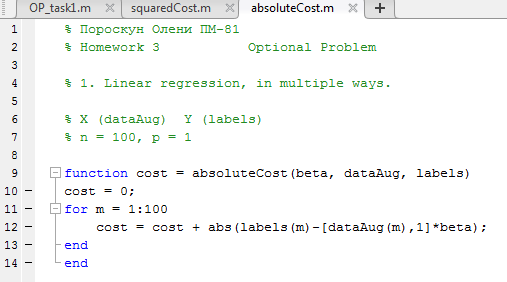 OP_task1.m × squaredCost.m × absoluteCost.m × +
1 % Пороскун Олени ПМ-81
2 % Homework 3 Optional Problem
3
4 % 1. Linear regression, in multiple ways.
5
6 % X (dataAug) Y (labels)
7 % n = 100, p = 1
8
9 function cost = absoluteCost(beta, dataAug, labels)
10 – cost = 0;
11 – for m = 1:100
12 – cost = cost + abs(labels(m)-[dataAug(m),1]*beta);
13 – end
14 – end